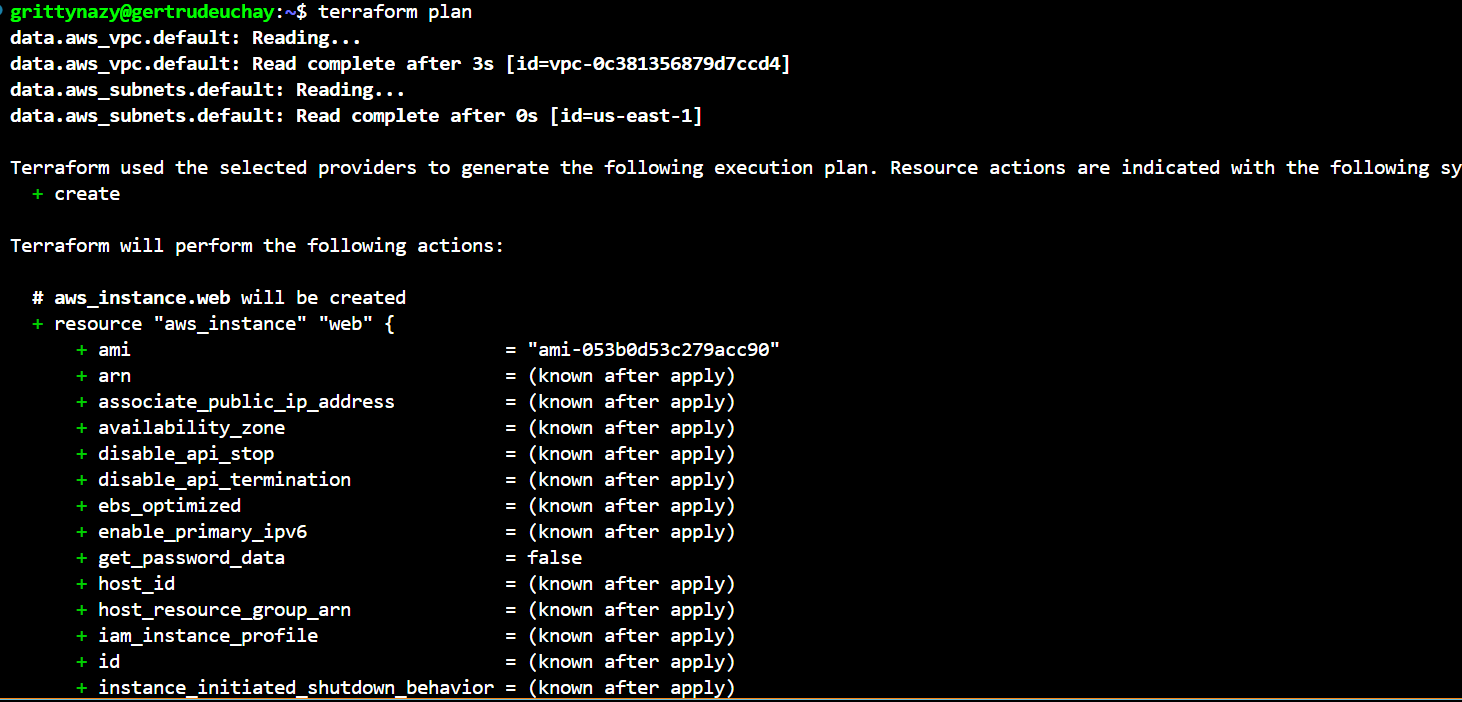 grittynazy@gertrudeuchay:~$ terraform plan
data.aws_vpc.default: Reading...
data.aws_vpc.default: Read complete after 3s [id=vpc-0c381356879d7ccd4]
data.aws_subnets.default: Reading...
data.aws_subnets.default: Read complete after 0s [id=us-east-1]
Terraform used the selected providers to generate the following execution plan. Resource actions are indicated with the following sy
+ create
Terraform will perform the following actions:
# aws_instance.web will be created
+ resource "aws_instance" "web" {
+ ami = "ami-053b0d53c279acc90"
+ arn = (known after apply)
+ associate_public_ip_address = (known after apply)
+ availability_zone = (known after apply)
+ disable_api_stop = (known after apply)
+ disable_api_termination = (known after apply)
+ ebs_optimized = (known after apply)
+ enable_primary_ipv6 = (known after apply)
+ get_password_data = false
+ host_id = (known after apply)
+ host_resource_group_arn = (known after apply)
+ iam_instance_profile = (known after apply)
+ id = (known after apply)
+ instance_initiated_shutdown_behavior = (known after apply)